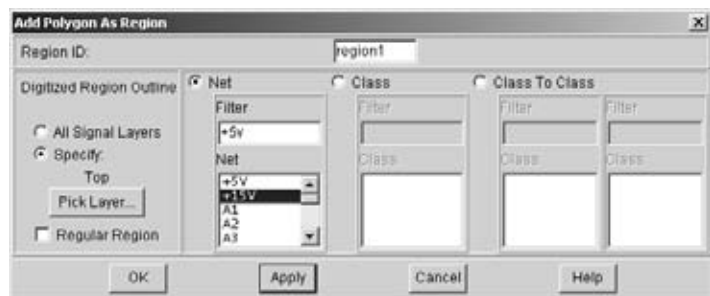 Add Polygon As Region
Region ID: region1
Digitized Region Outline
All Signal Layers
Specify:
Top
Pick Layer...
Regular Region
Net
Filter
+5v
Net
+5V
+15V
A1
A2
A3
Class
Filter
Class
Class To Class
Filter Filter
Class Class
OK Apply Cancel Help